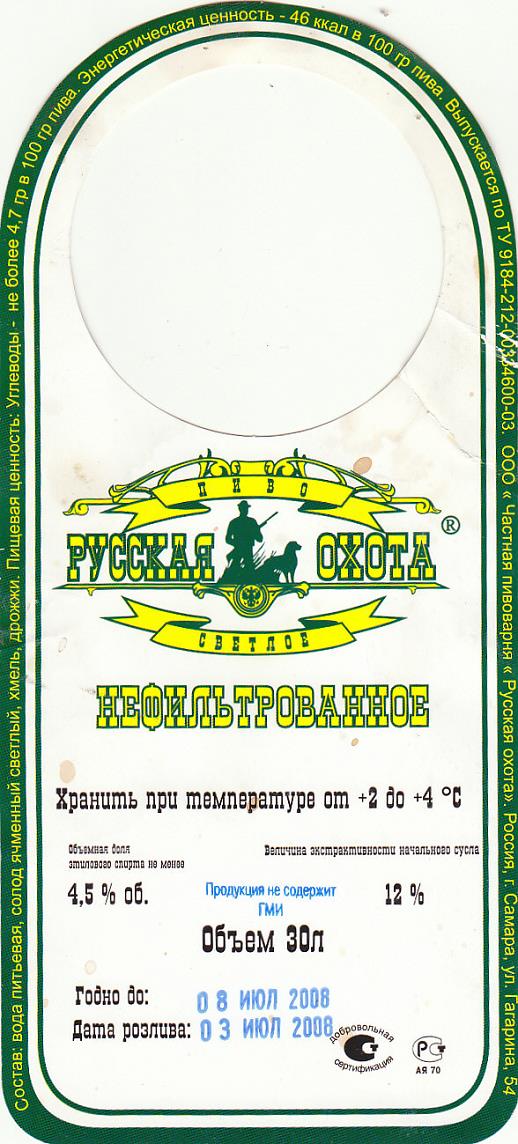 Состав: вода питьевая, солод ячменный светлый, хмель, дрожжи. Пищевая ценность: Углеводы - не более 4,7 гр в 100 гр пива. Энергетическая ценность - 46 ккал в 100 гр пива. Выпускается по ТУ 9184-212-00334600-03. ООО « Частная пивоварня « Русская охота». Россия, г. Самара, ул. Гагарина, 54
ПИВО
РУССКАЯ ОХОТА ®
СВЕТЛОЕ
НЕФИЛЬТРОВАННОЕ
Хранить при температуре от +2 до +4 °С
Объемная доля
этилового спирта не менее
Величина экстрактивности начального сусла
4,5 % об.
Продукция не содержит
ГМИ
12 %
Объем 30л
Годно до: 08 ИЮЛ 2008
Дата розлива: 03 ИЮЛ 2008
добровольная
сертификация
РСТ
АЯ 70